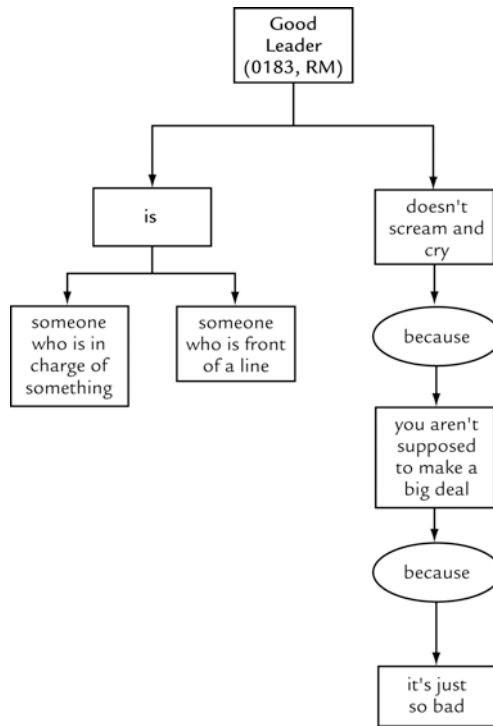 Good
Leader
(0183, RM)
is
doesn't
scream and
cry
someone
who is in
charge of
something
someone
who is front
of a line
because
you aren't
supposed
to make a
big deal
because
it's just
so bad